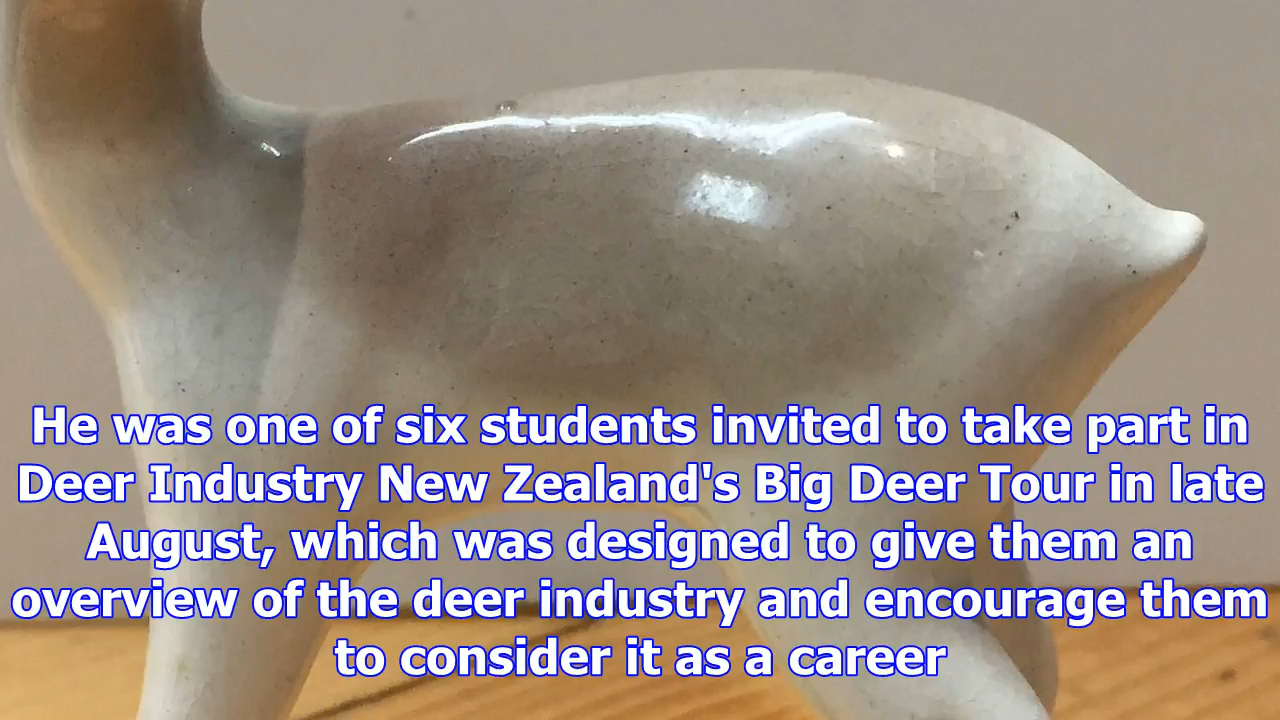 He was one of six students invited to take part in
Deer Industry New Zealand's Big Deer Tour in late
August, which was designed to give them an
overview of the deer industry and encourage them
to consider it as a career